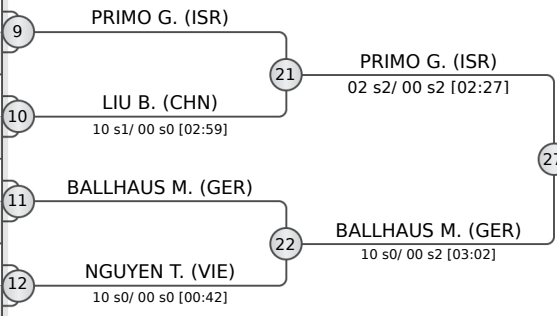 PRIMO G. (ISR)
9
21
PRIMO G. (ISR)
02 s2/ 00 s2 [02:27]
LIU B. (CHN)
10
10 s1/ 00 s0 [02:59]
27
BALLHAUS M. (GER)
11
22
BALLHAUS M. (GER)
10 s0/ 00 s2 [03:02]
NGUYEN T. (VIE)
12
10 s0/ 00 s0 [00:42]